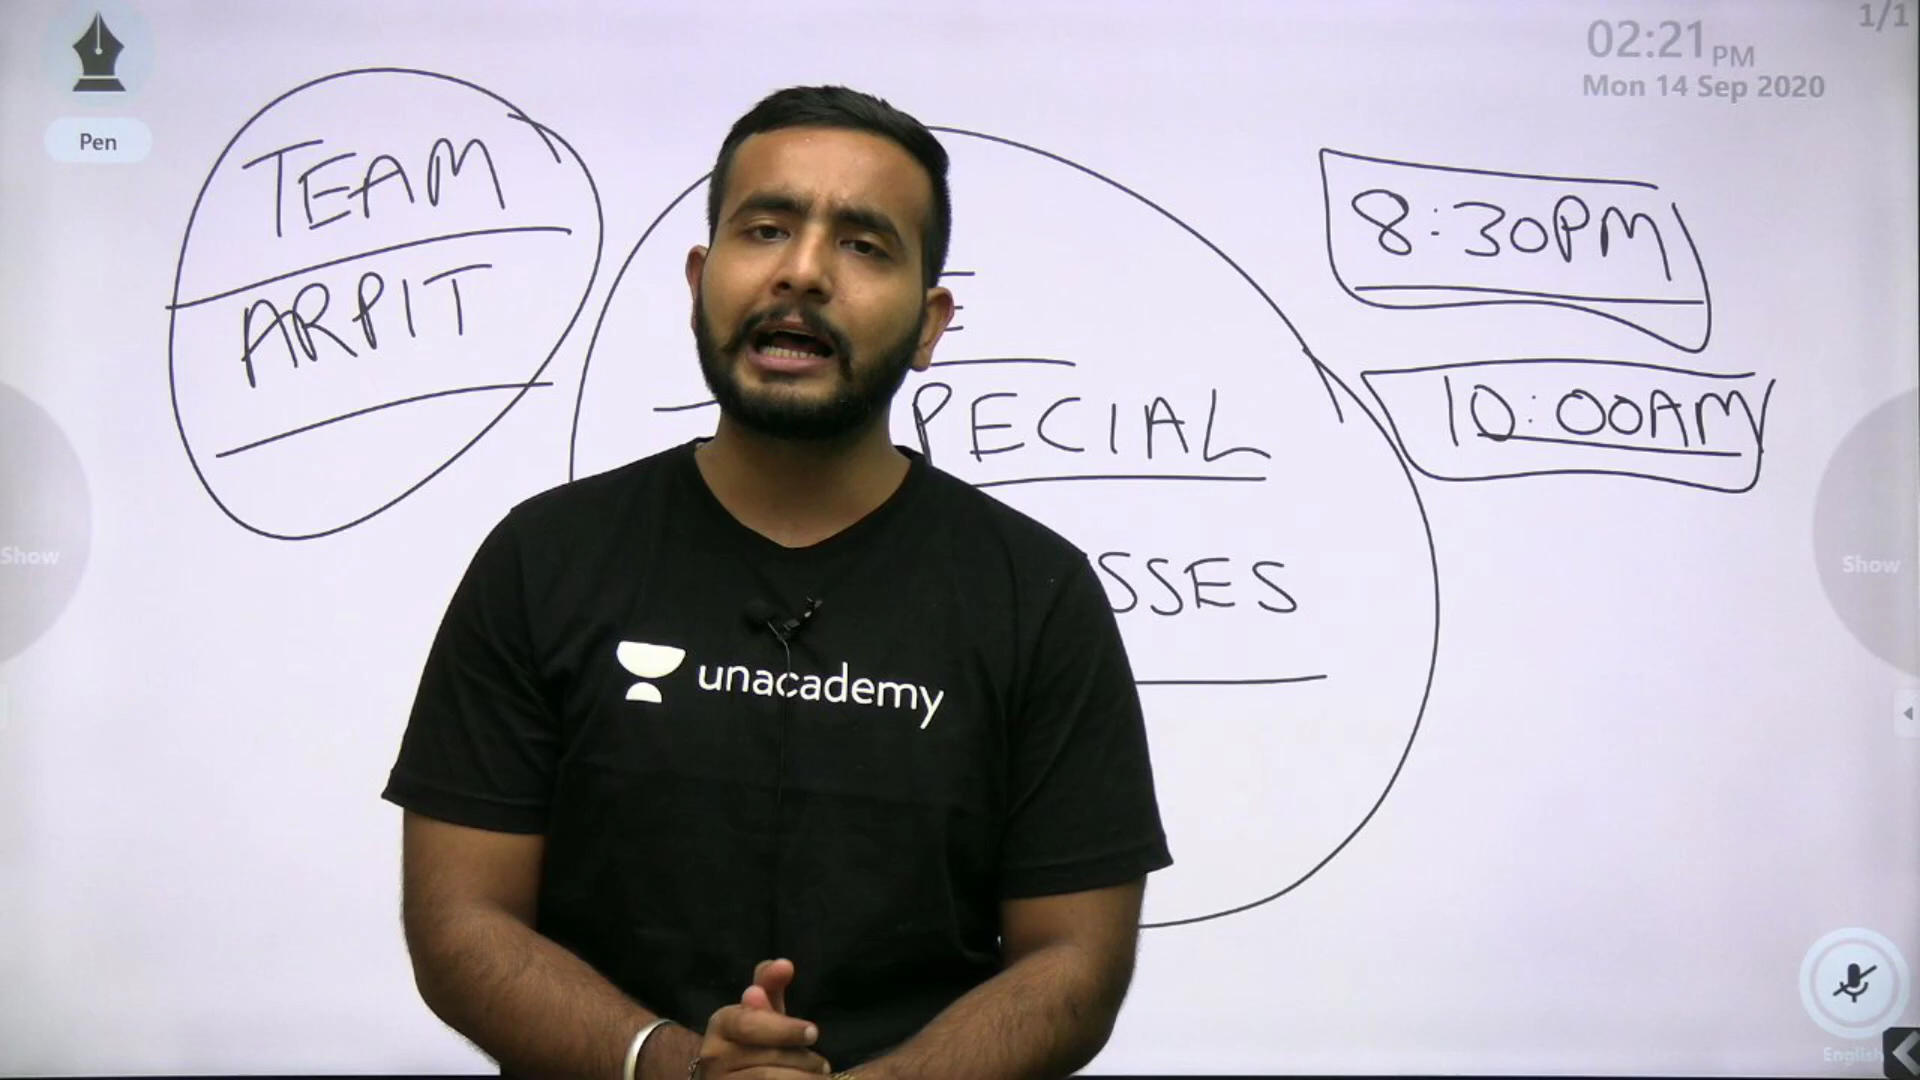 1/1
02:21 PM
Mon 14 Sep 2020
Pen
TEAM
ARPIT
8:30PM
10:00AM
PECIAL
SSES
unacademy
Show
Show
English